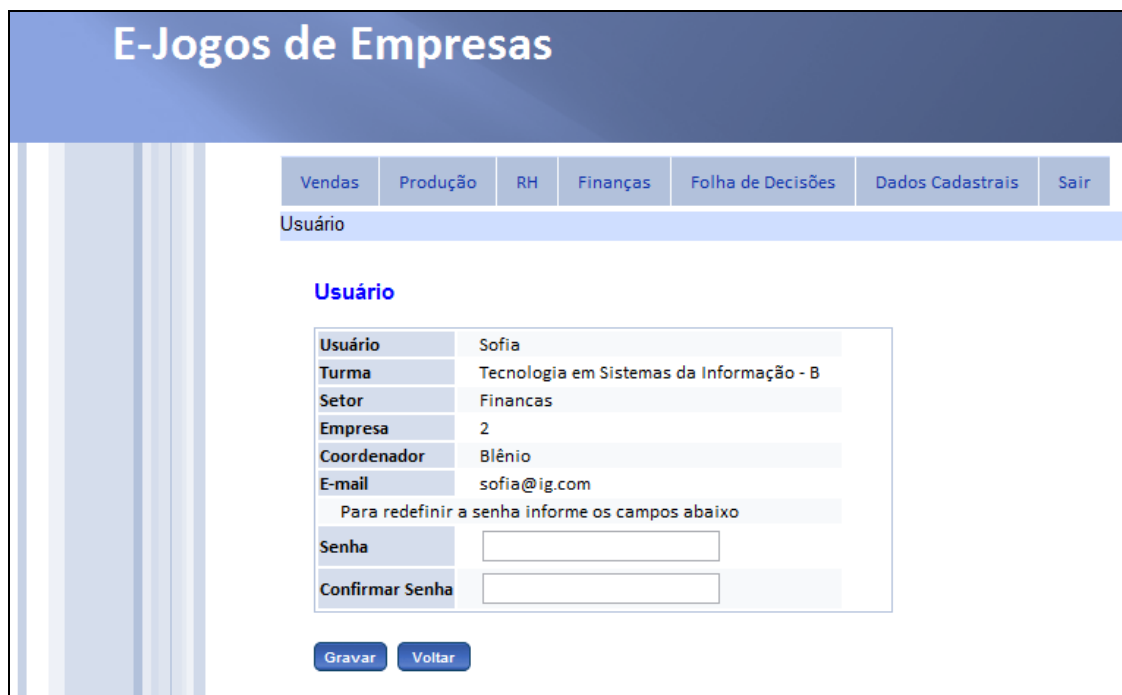 E-Jogos de Empresas
Vendas Produção RH Finanças Folha de Decisões Dados Cadastrais Sair
Usuário
Usuário
Usuário Sofia
Turma Tecnologia em Sistemas da Informação - B
Setor Financas
Empresa 2
Coordenador Blênio
E-mail sofia@ig.com
Para redefinir a senha informe os campos abaixo
Senha
Confirmar Senha
Gravar Voltar